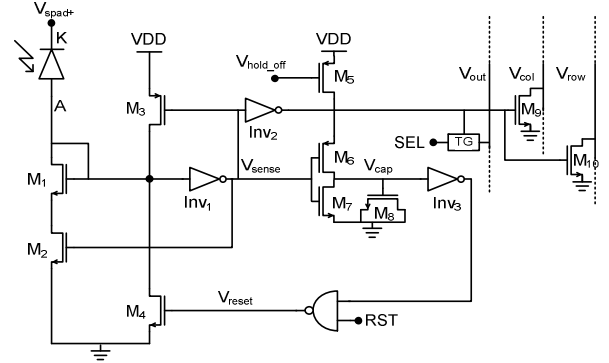 Vspad+
K
A
VDD
VDD
Vhold_off
M5
Vout
Vcol
Vrow
M3
Inv2
M9
SEL
TG
M6
M10
M1
Inv1
Vsense
Vcap
Inv3
M7
M8
M2
M4
Vreset
RST